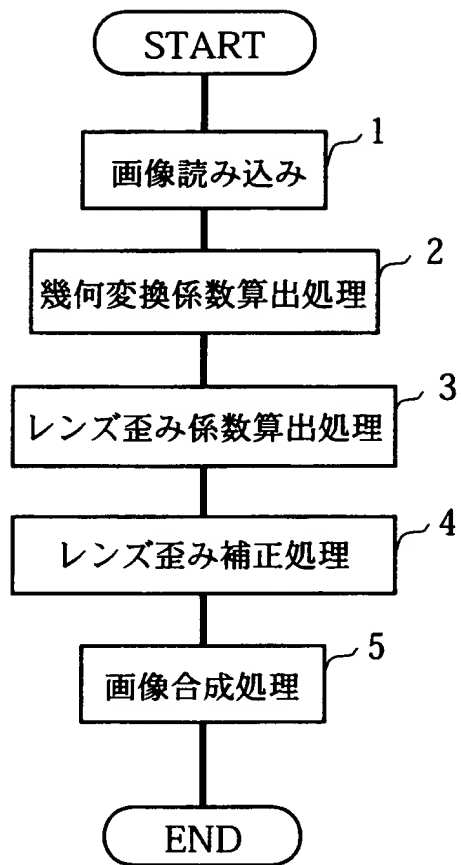 START
1
画像読み込み
2
幾何変換係数算出処理
3
レンズ歪み係数算出処理
4
レンズ歪み補正処理
5
画像合成処理
END